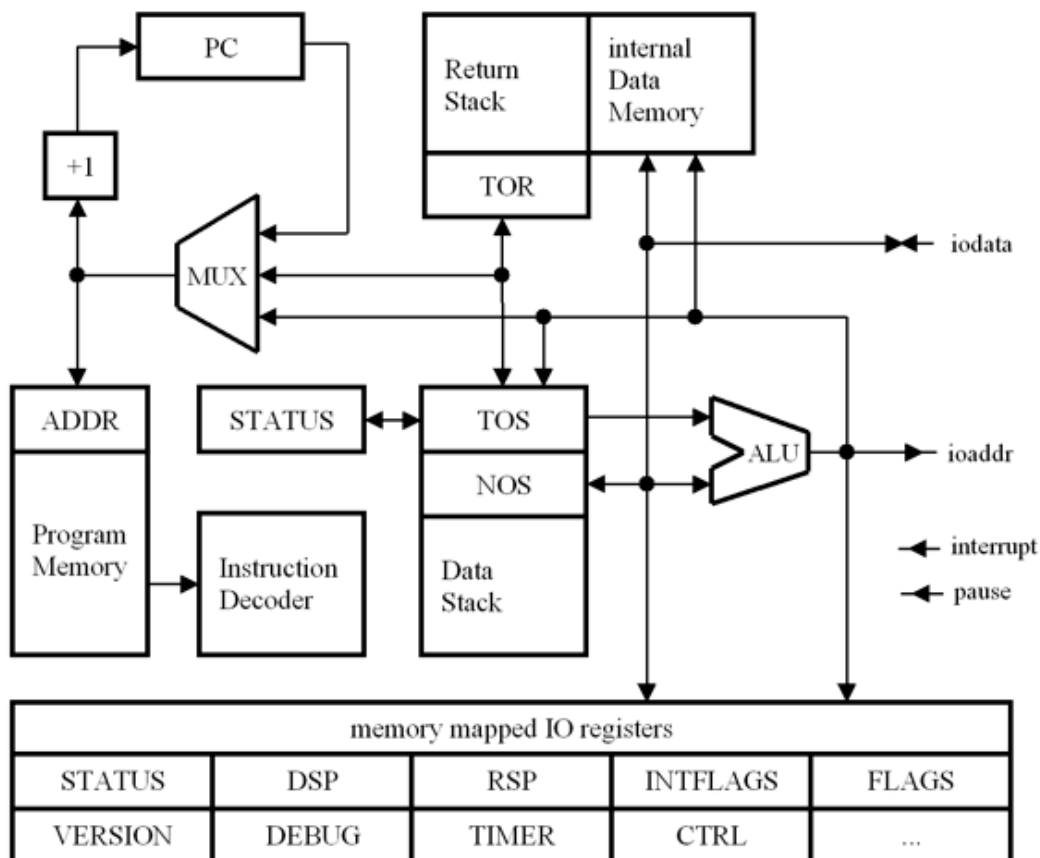 PC
Return
Stack
internal
Data
Memory
+1
TOR
iodata
MUX
ADDR
STATUS
TOS
ALU
ioaddr
NOS
Program
Memory
Instruction
Decoder
Data
Stack
interrupt
pause
memory mapped IO registers
STATUS DSP RSP INTFLAGS FLAGS
VERSION DEBUG TIMER CTRL ...